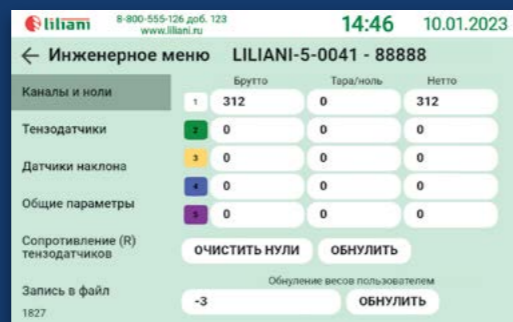 liliani 8-800-555-126 доб. 123 14:46 10.01.2023
www.liliani.ru
← Инженерное меню LILIANI-5-0041 - 88888
Каналы и ноли
Тензодатчики
Датчики наклона
Общие параметры
Сопротивление (R)
тензодатчиков
Запись в файл
1827
Брутто Тара/ноль Нетто
1 312 0 312
2 0 0 0
3 0 0 0
4 0 0 0
5 0 0 0
ОЧИСТИТЬ НУЛИ ОБНУЛИТЬ
Обнуление весов пользователем
-3 ОБНУЛИТЬ